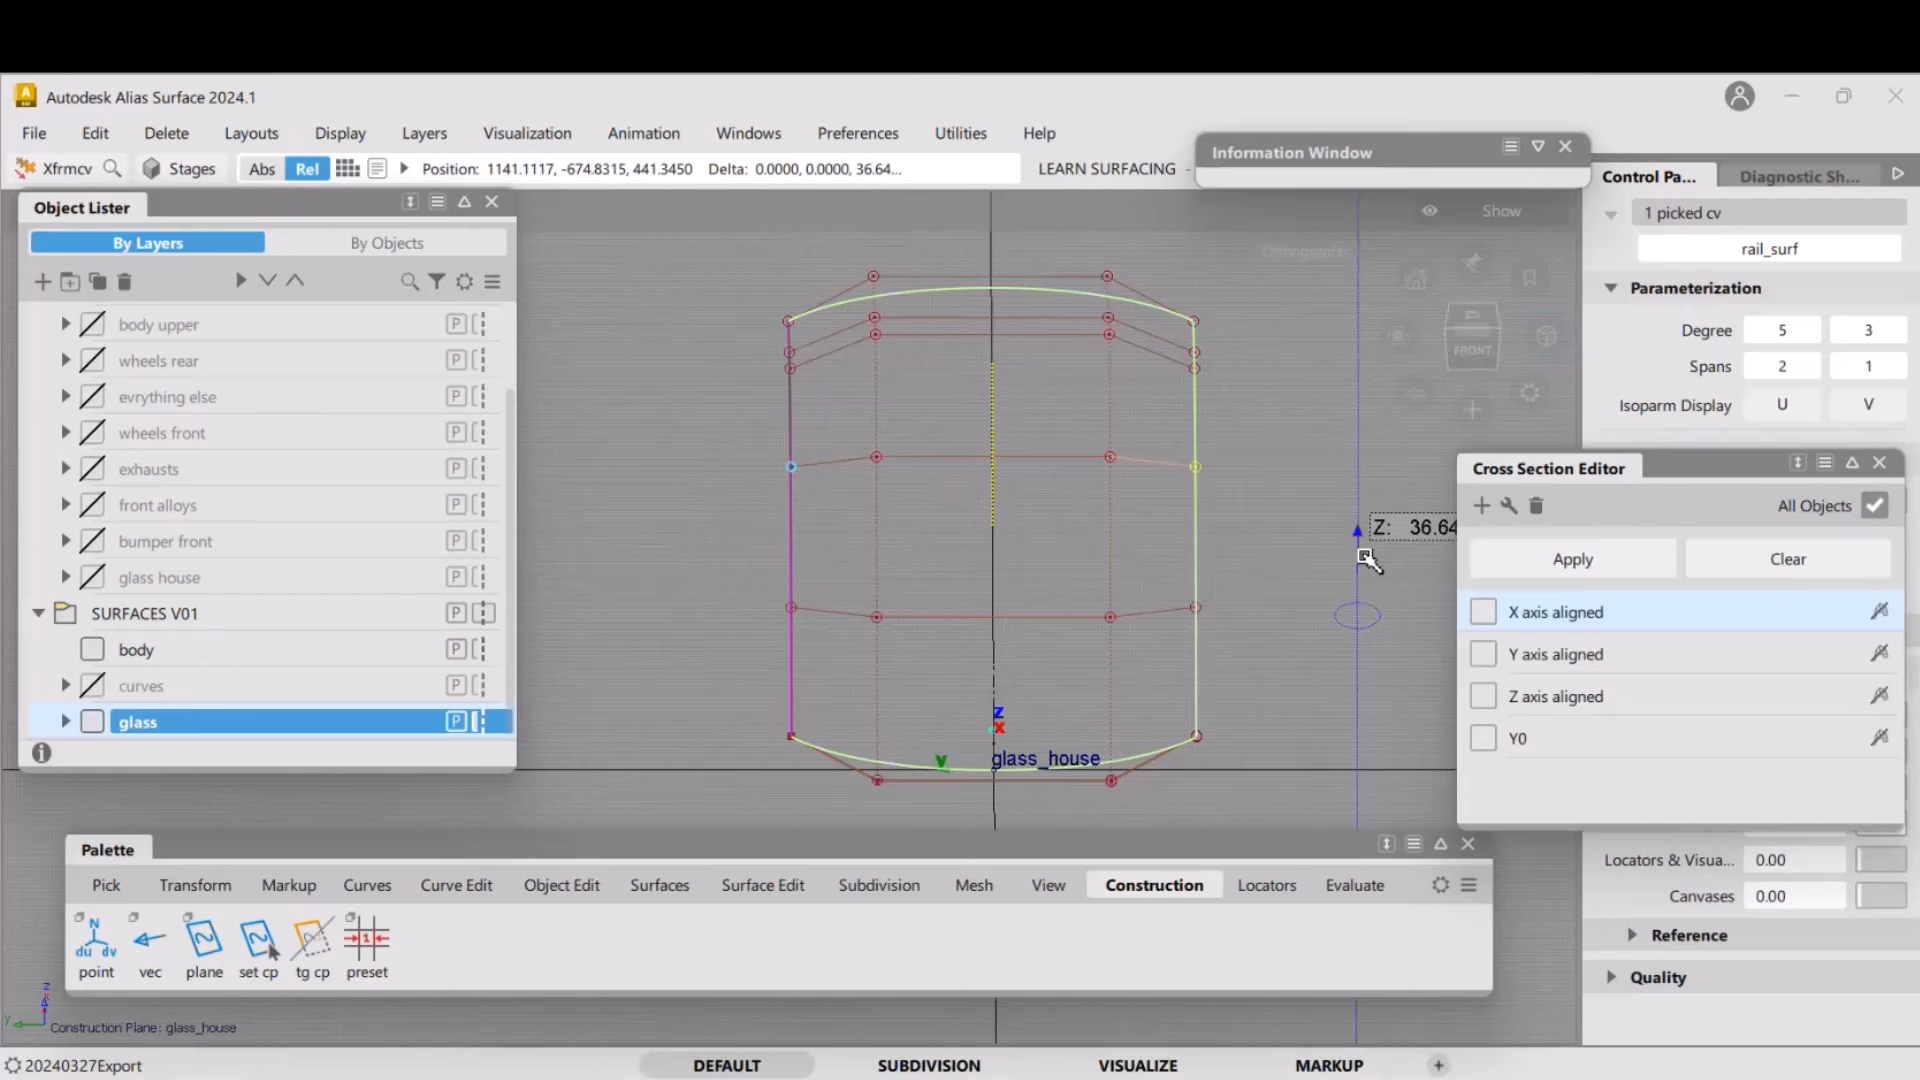 Autodesk Alias Surface 2024.1
File Edit Delete Layouts Display Layers Visualization Animation Windows Preferences Utilities Help
Xfrmcv Stages Abs Rel Position: 1141.1117, -674.8315, 441.3450 Delta: 0.0000, 0.0000, 36.64... LEARN SURFACING -
Information Window
Control Pa... Diagnostic Sh...
Object Lister
By Layers By Objects
body upper P
wheels rear P
evrything else P
wheels front P
exhausts P
front alloys P
bumper front P
glass house P
SURFACES V01 P
body P
curves P
glass P
Show
Orthographic
FRONT
Z: 36.64
z
x
y
glass_house
1 picked cv
rail_surf
Parameterization
Degree 5 3
Spans 2 1
Isoparm Display U V
Cross Section Editor
All Objects
Apply Clear
X axis aligned
Y axis aligned
Z axis aligned
Y0
Locators & Visua... 0.00
Canvases 0.00
Reference
Quality
Palette
Pick Transform Markup Curves Curve Edit Object Edit Surfaces Surface Edit Subdivision Mesh View Construction Locators Evaluate
N
du dv
1
point vec plane set cp tg cp preset
z
y
Construction Plane: glass_house
20240327Export
DEFAULT SUBDIVISION VISUALIZE MARKUP +